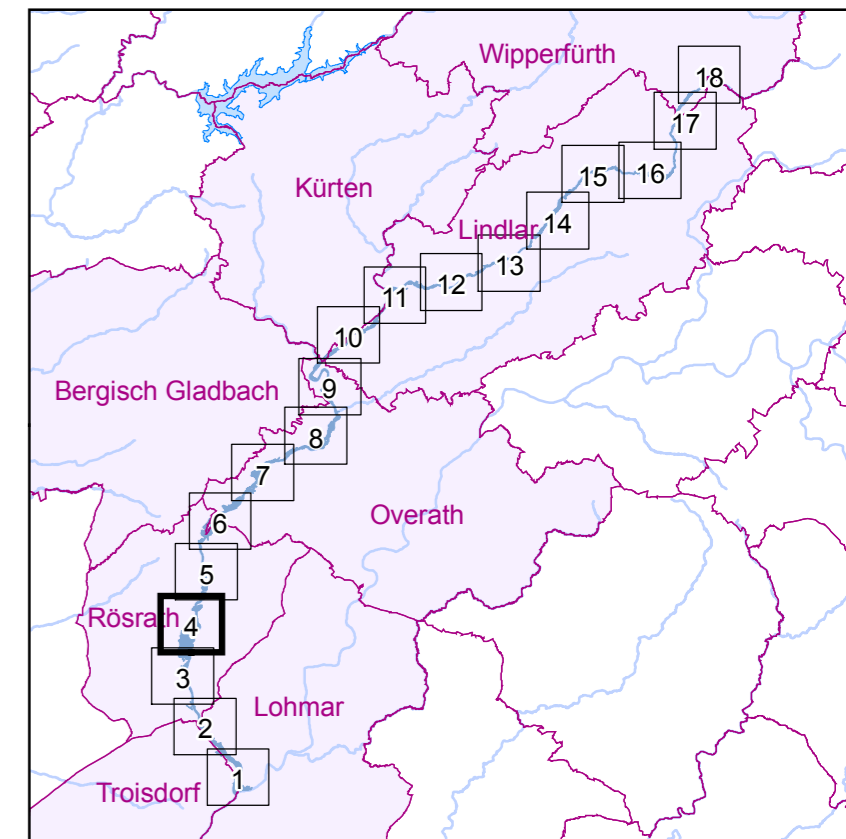 Wipperfürth
18
17
Kürten
15
16
14
Lindlar
13
12
11
10
Bergisch Gladbach
9
8
7
Overath
6
5
Rösrath
4
3
Lohmar
2
1
Troisdorf